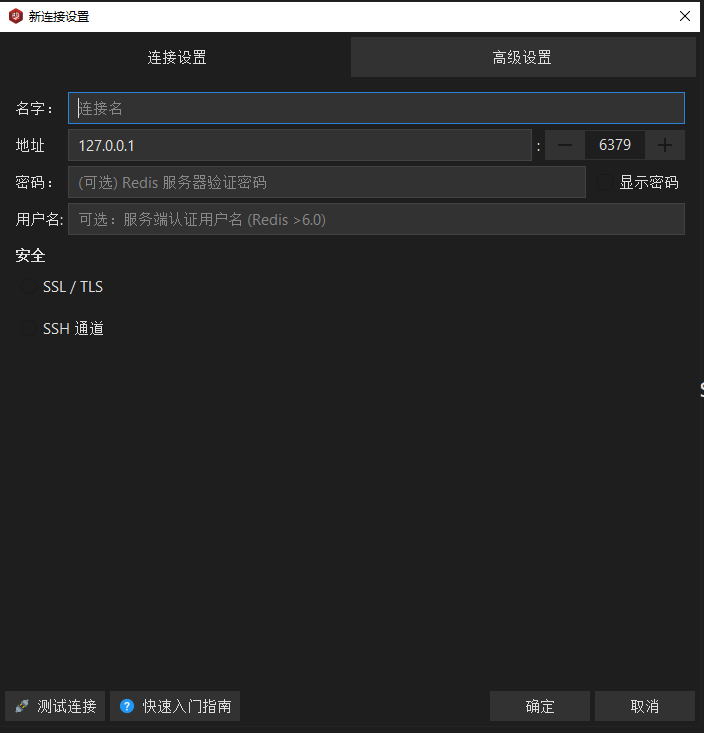 新连接设置
连接设置 高级设置
名字： 连接名
地址 127.0.0.1 : 6379
密码： (可选) Redis 服务器验证密码 显示密码
用户名: 可选：服务端认证用户名 (Redis >6.0)
安全
SSL / TLS
SSH 通道
测试连接 ? 快速入门指南 确定 取消